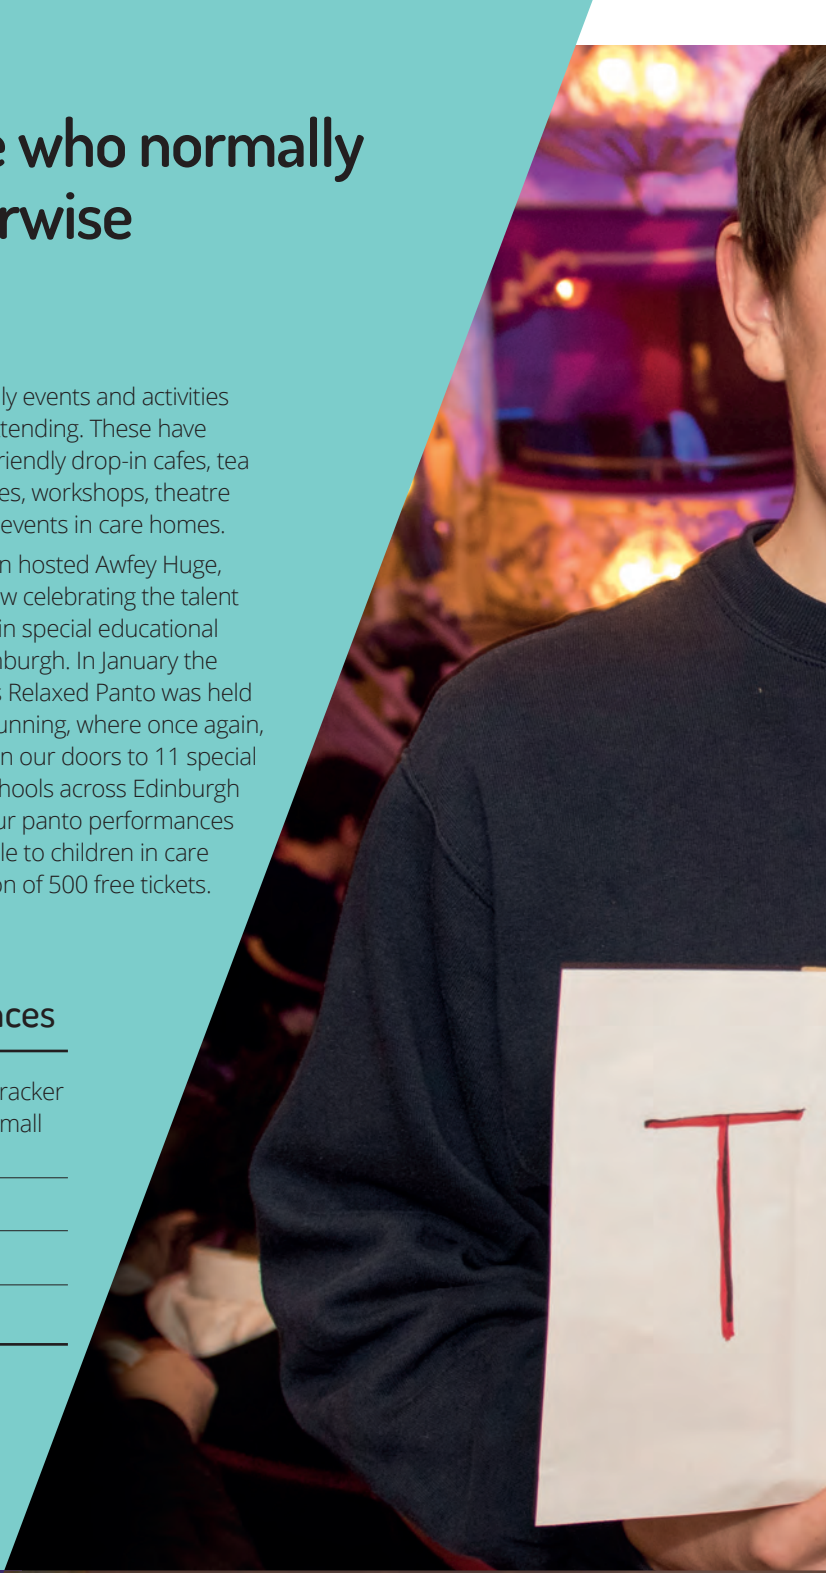 who normally
rwise
ly events and activities
tending. These have
riendly drop-in cafes, tea
es, workshops, theatre
events in care homes.
n hosted Awfey Huge,
w celebrating the talent
in special educational
nburgh. In January the
s Relaxed Panto was held
unning, where once again,
n our doors to 11 special
hools across Edinburgh
ur panto performances
le to children in care
on of 500 free tickets.
nces
racker
mall
T